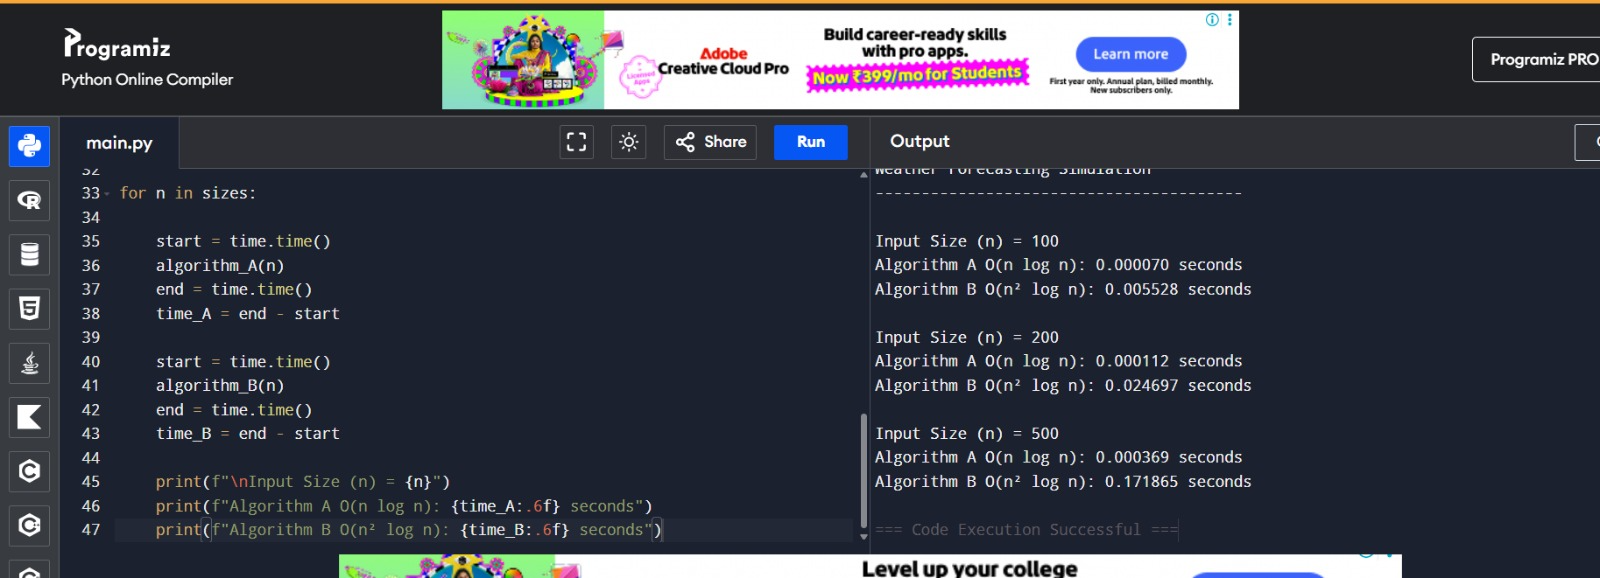 Programiz
Python Online Compiler
Adobe
Creative Cloud Pro
Licensed
Apps
Build career-ready skills
with pro apps.
Now ₹399/mo for Students
Learn more
First year only. Annual plan, billed monthly.
New subscribers only.
Programiz PRO
main.py
Share
Run
Output
32
33 for n in sizes:
34
35 start = time.time()
36 algorithm_A(n)
37 end = time.time()
38 time_A = end - start
39
40 start = time.time()
41 algorithm_B(n)
42 end = time.time()
43 time_B = end - start
44
45 print(f"\nInput Size (n) = {n}")
46 print(f"Algorithm A O(n log n): {time_A:.6f} seconds")
47 print(f"Algorithm B O(n² log n): {time_B:.6f} seconds")
Weather Forecasting Simulation
----------------------------------------
Input Size (n) = 100
Algorithm A O(n log n): 0.000070 seconds
Algorithm B O(n² log n): 0.005528 seconds
Input Size (n) = 200
Algorithm A O(n log n): 0.000112 seconds
Algorithm B O(n² log n): 0.024697 seconds
Input Size (n) = 500
Algorithm A O(n log n): 0.000369 seconds
Algorithm B O(n² log n): 0.171865 seconds
=== Code Execution Successful ===
Level up your college